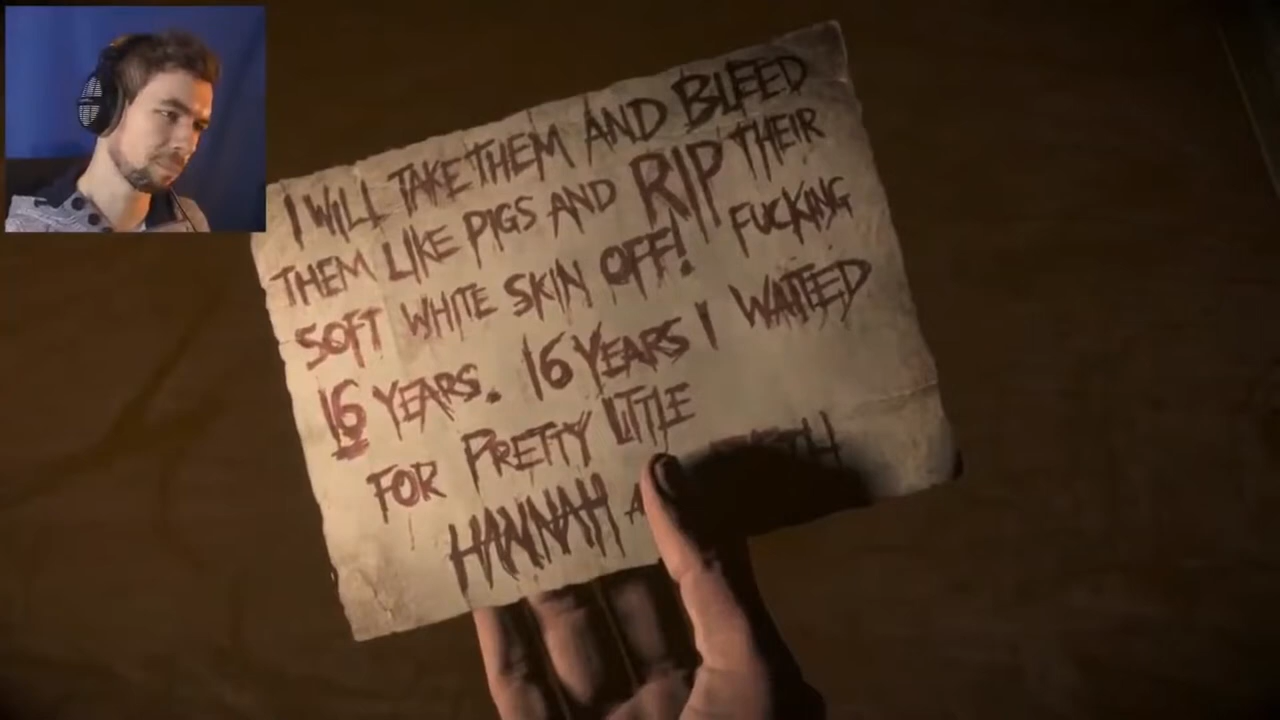 I WILL TAKE THEM AND BLEED
THEM LIKE PIGS AND RIP THEIR
SOFT WHITE SKIN OFF! FUCKING
16 YEARS. 16 YEARS I WAITED
FOR PRETTY LITTLE
HANNAH